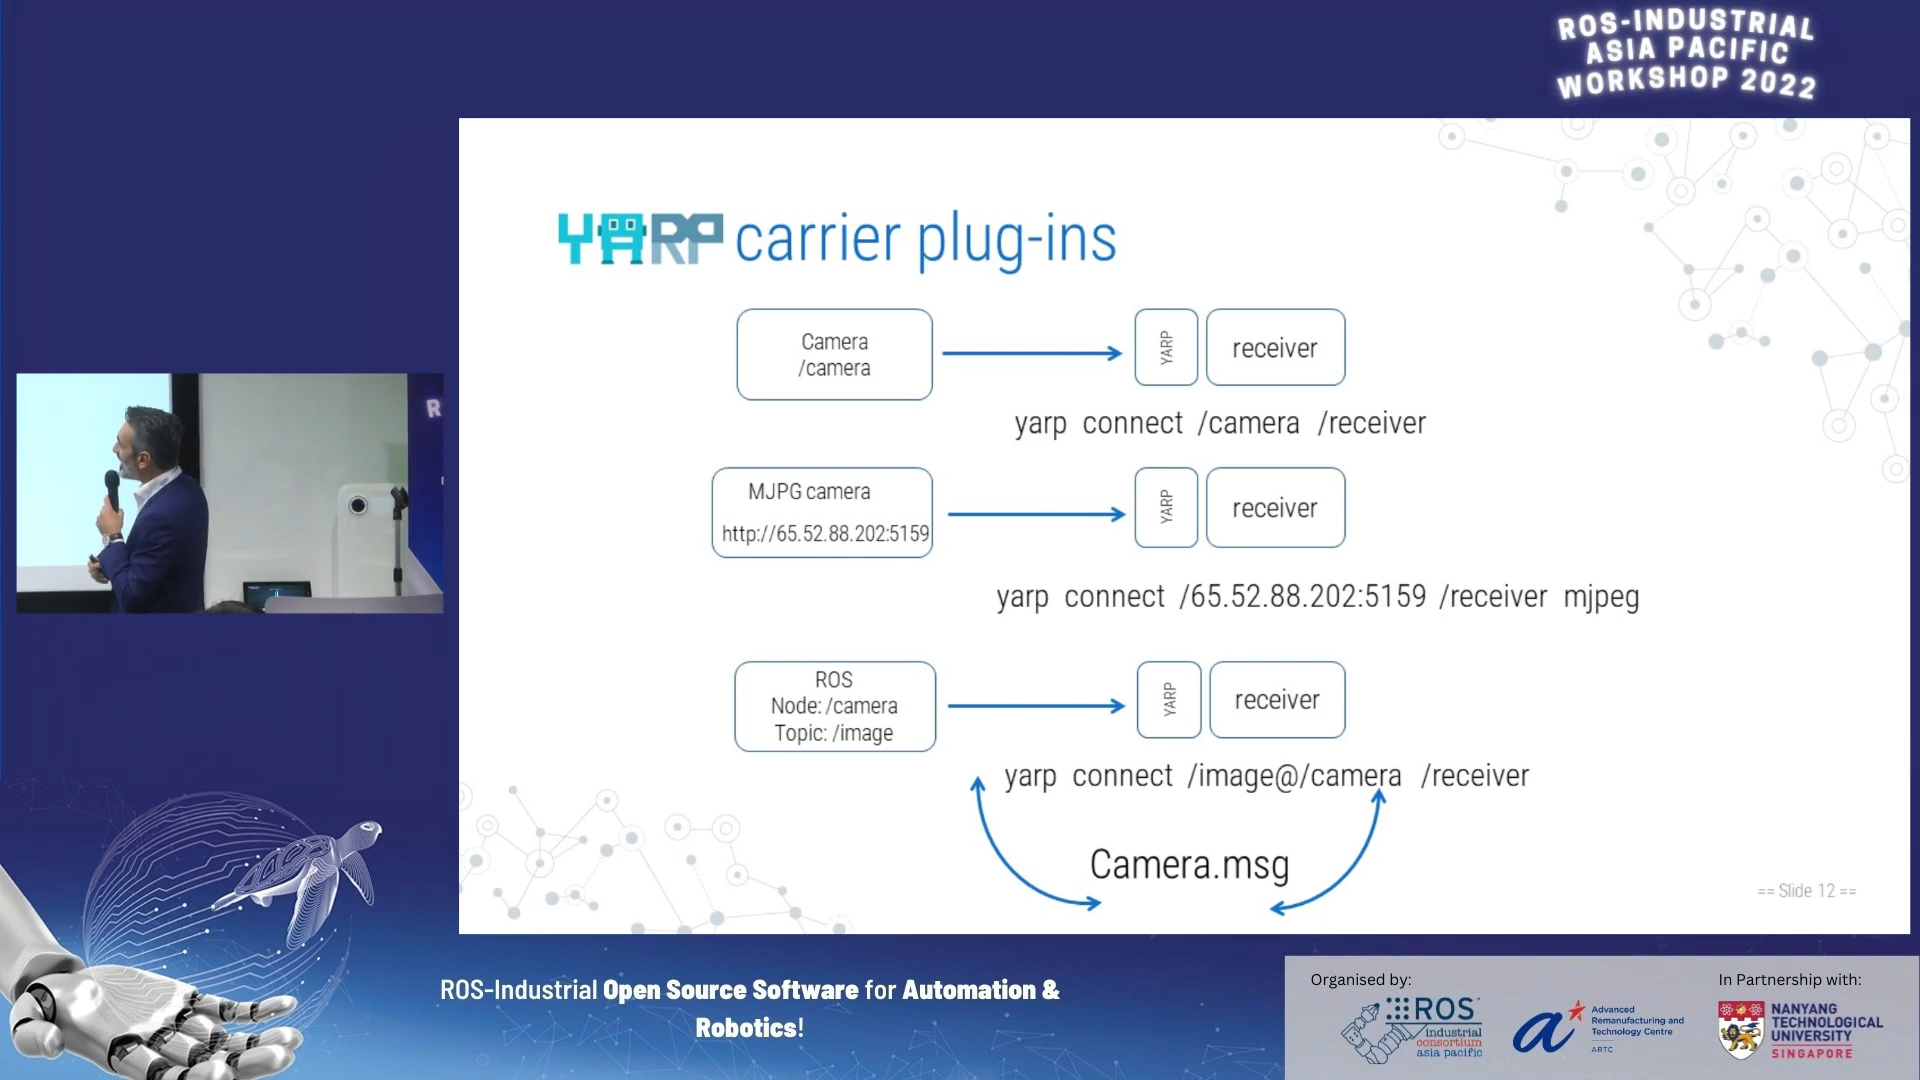 ROS-INDUSTRIAL
ASIA PACIFIC
WORKSHOP 2022
YARP carrier plug-ins
Camera
/camera
YARP
receiver
yarp connect /camera /receiver
MJPG camera
http://65.52.88.202:5159
YARP
receiver
yarp connect /65.52.88.202:5159 /receiver mjpeg
ROS
Node: /camera
Topic: /image
YARP
receiver
yarp connect /image@/camera /receiver
Camera.msg
== Slide 12 ==
R
ROS-Industrial Open Source Software for Automation &
Robotics!
Organised by:
ROS
industrial
consortium
asia pacific
a
Advanced
Remanufacturing and
Technology Centre
ARTC
In Partnership with:
NANYANG
TECHNOLOGICAL
UNIVERSITY
SINGAPORE